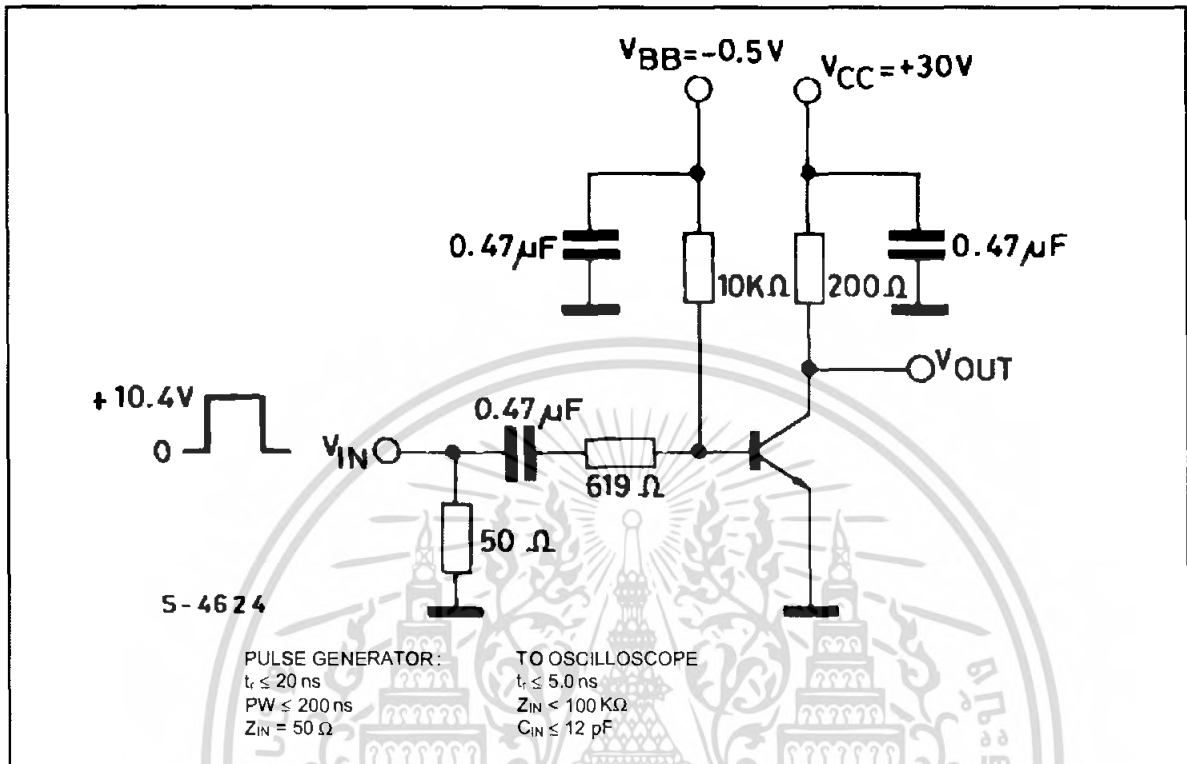 VBB=-0.5V
VCC=+30V
0.47µF
10KΩ
200Ω
0.47µF
VOUT
+10.4V
0
0.47µF
VIN
619Ω
50 Ω
S-4624
PULSE GENERATOR:
tr ≤ 20 ns
PW ≤ 200 ns
ZIN = 50 Ω
TO OSCILLOSCOPE
tr ≤ 5.0 ns
ZIN < 100 KΩ
CIN ≤ 12 pF